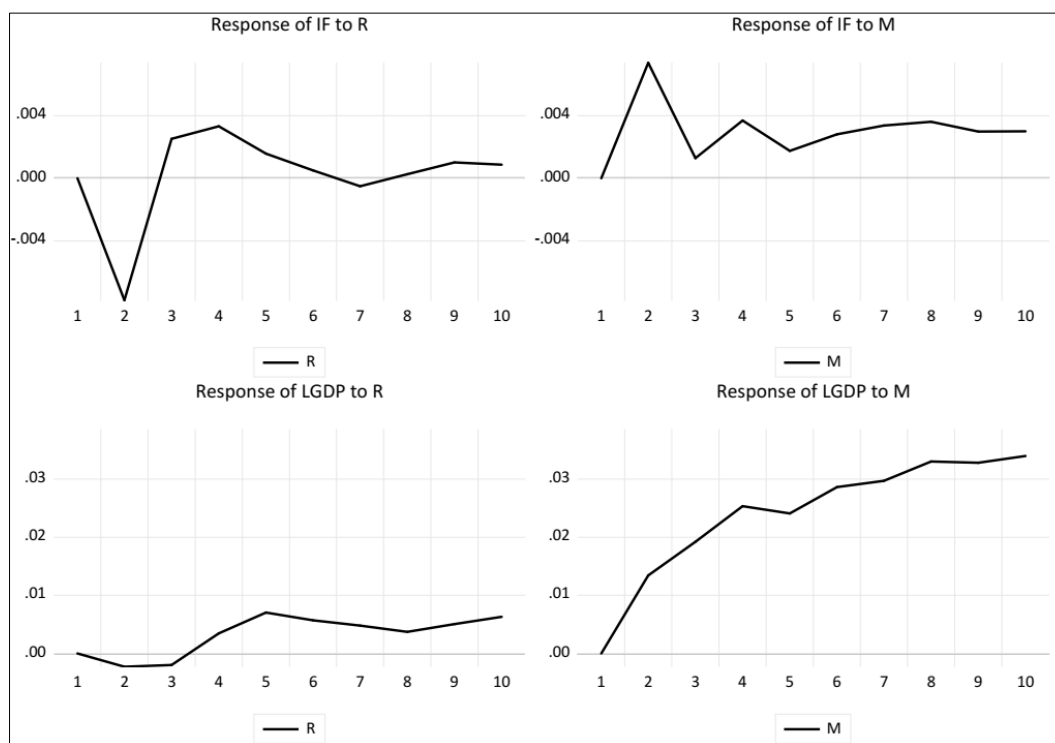 Response of IF to R
.004
.000
-.004
1 2 3 4 5 6 7 8 9 10
R
Response of IF to M
.004
.000
-.004
1 2 3 4 5 6 7 8 9 10
M
Response of LGDP to R
.03
.02
.01
.00
1 2 3 4 5 6 7 8 9 10
R
Response of LGDP to M
.03
.02
.01
.00
1 2 3 4 5 6 7 8 9 10
M